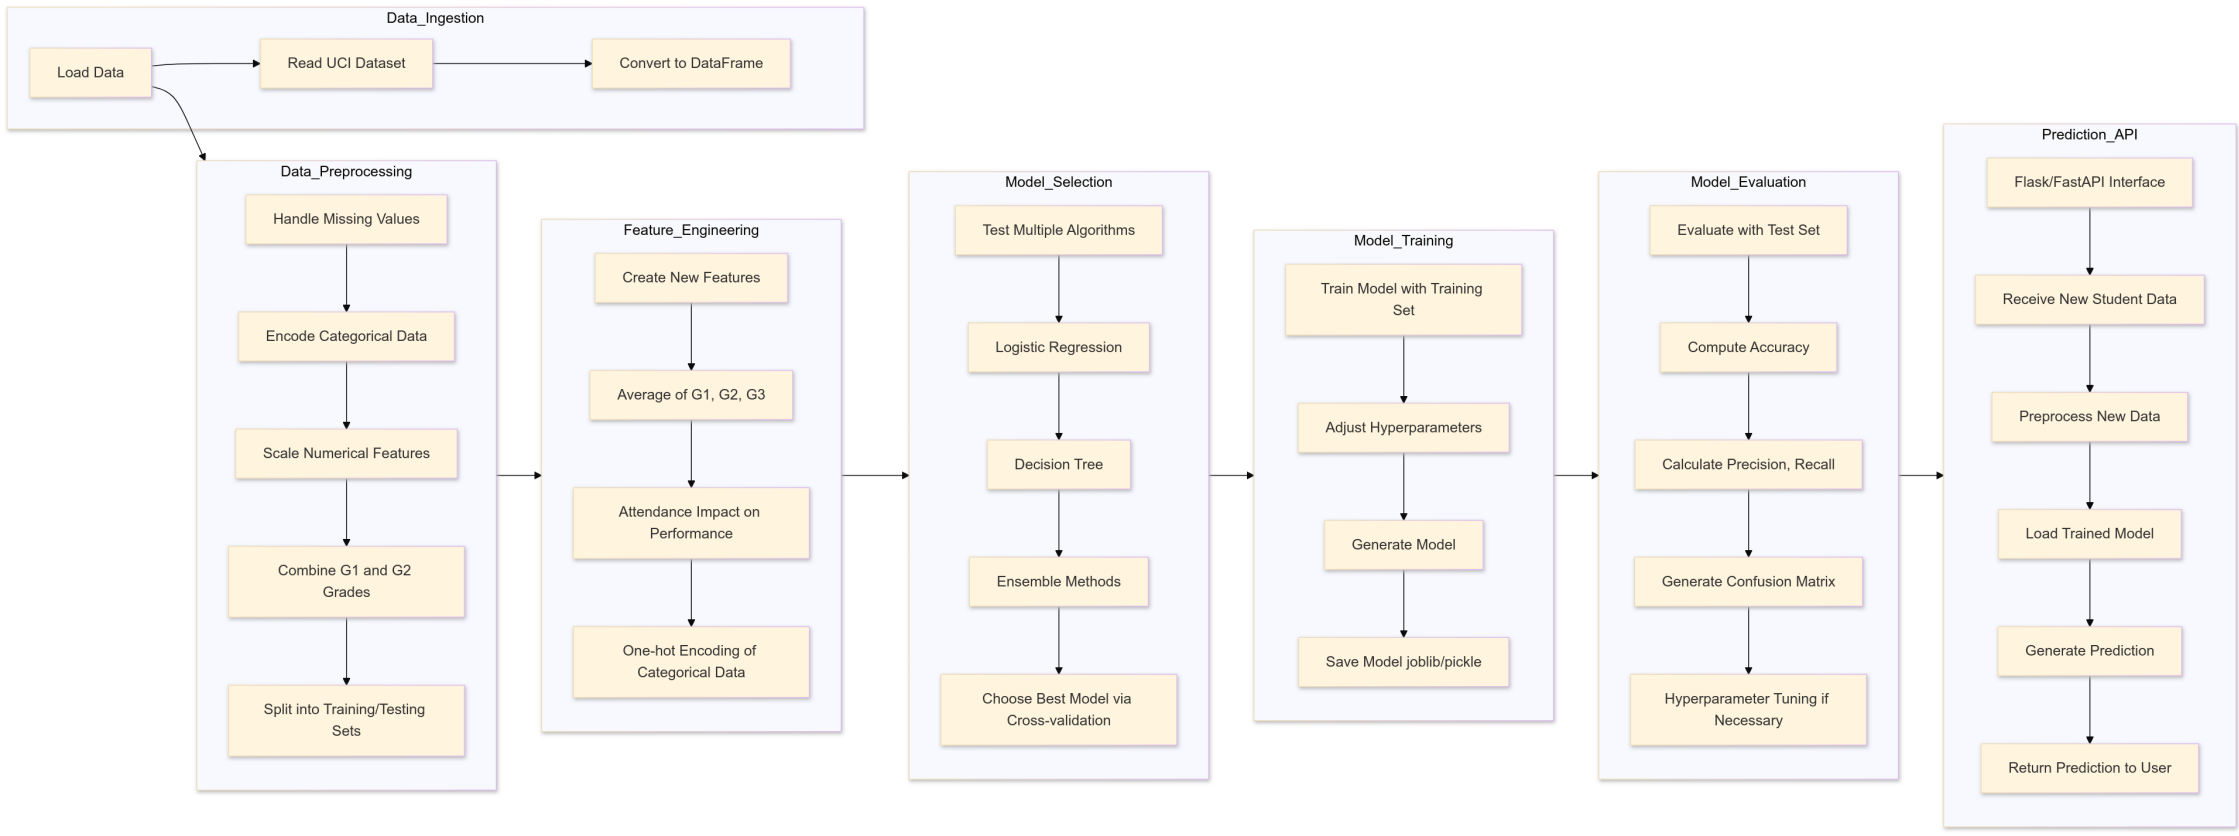 Data_Ingestion
Load Data
Read UCI Dataset
Convert to DataFrame
Data_Preprocessing
Handle Missing Values
Encode Categorical Data
Scale Numerical Features
Combine G1 and G2
Grades
Split into Training/Testing
Sets
Feature_Engineering
Create New Features
Average of G1, G2, G3
Attendance Impact on
Performance
One-hot Encoding of
Categorical Data
Model_Selection
Test Multiple Algorithms
Logistic Regression
Decision Tree
Ensemble Methods
Choose Best Model via
Cross-validation
Model_Training
Train Model with Training
Set
Adjust Hyperparameters
Generate Model
Save Model joblib/pickle
Model_Evaluation
Evaluate with Test Set
Compute Accuracy
Calculate Precision, Recall
Generate Confusion Matrix
Hyperparameter Tuning if
Necessary
Prediction_API
Flask/FastAPI Interface
Receive New Student Data
Preprocess New Data
Load Trained Model
Generate Prediction
Return Prediction to User